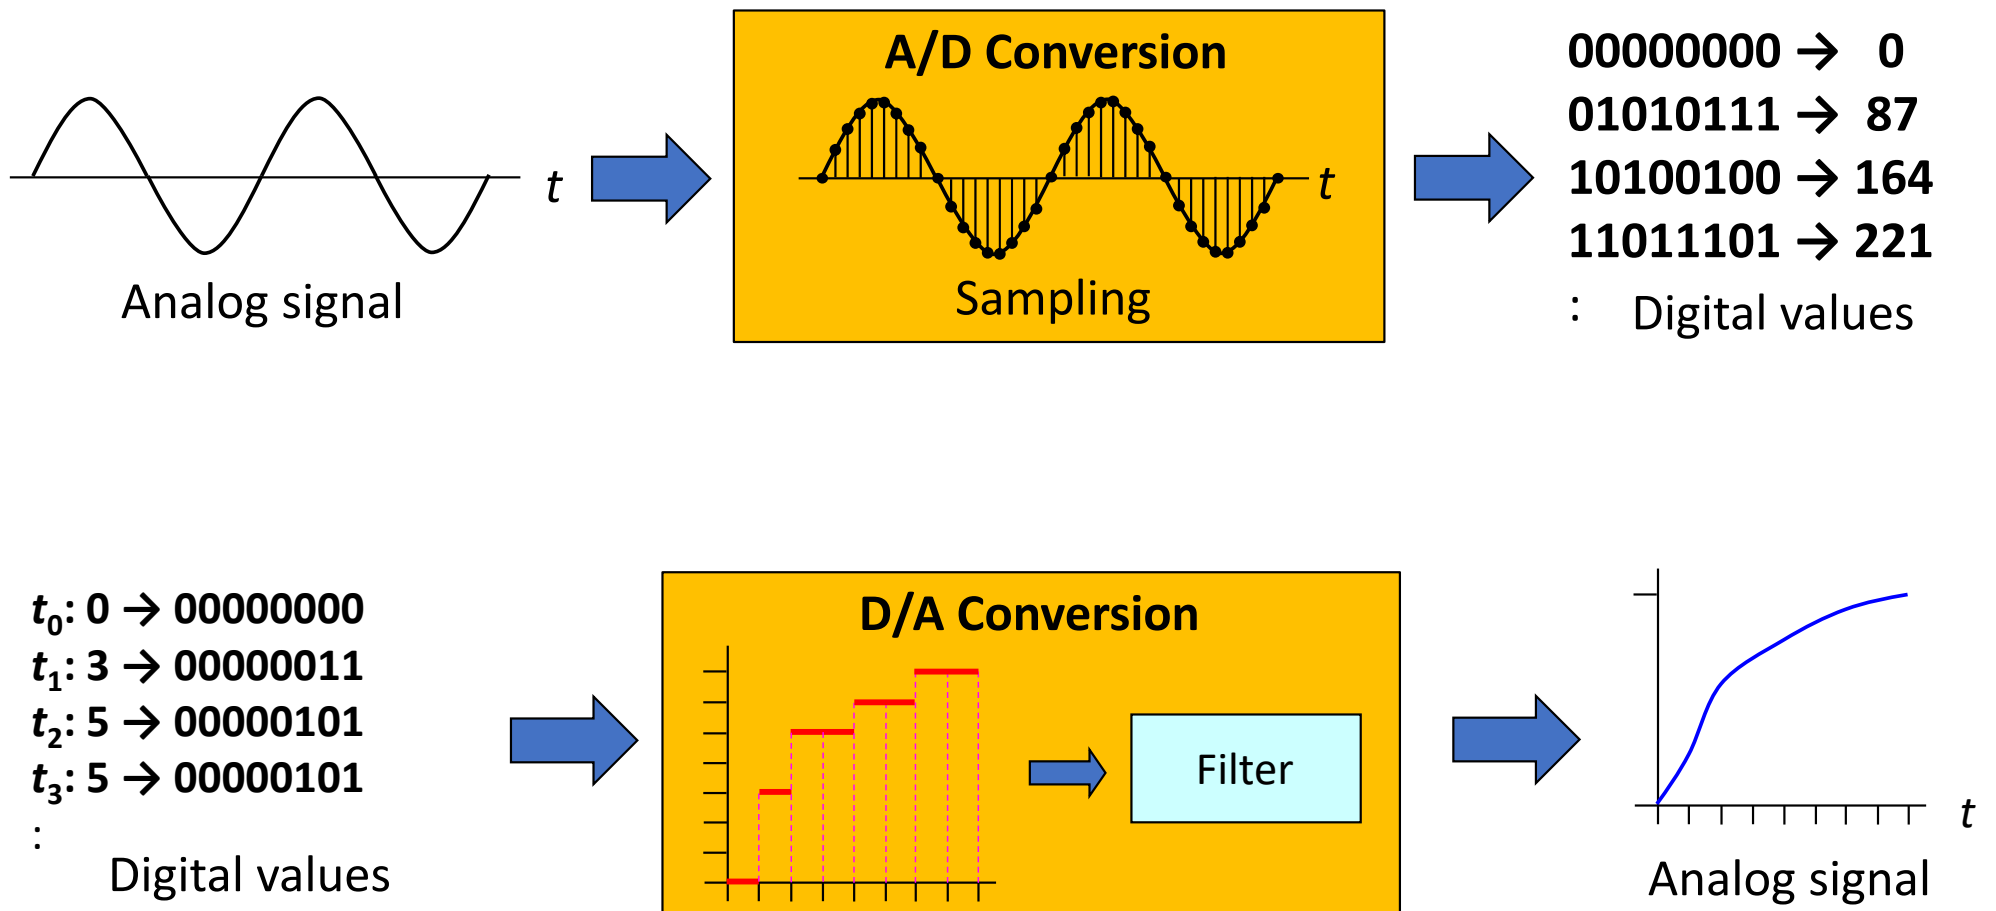 t
Analog signal
A/D Conversion
t
Sampling
00000000 → 0
01010111 → 87
10100100 → 164
11011101 → 221
: Digital values
t0: 0 → 00000000
t1: 3 → 00000011
t2: 5 → 00000101
t3: 5 → 00000101
:
Digital values
D/A Conversion
Filter
t
Analog signal